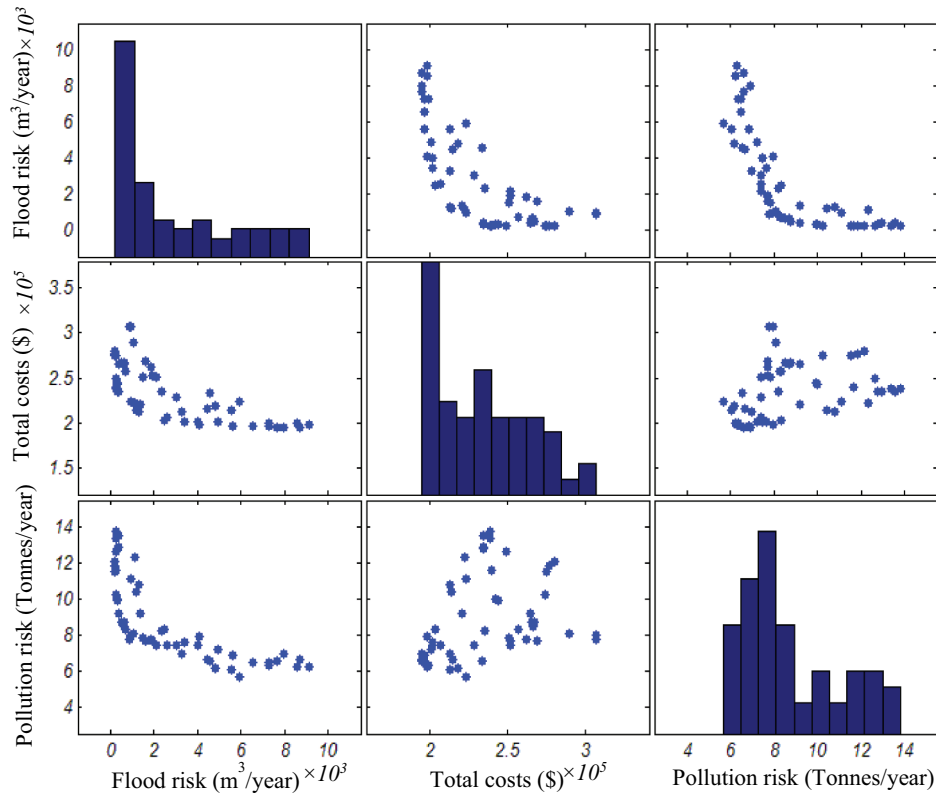 Flood risk (m³/year)×10³
10
8
6
4
2
0
Total costs ($) ×10⁵
3.5
3
2.5
2
1.5
Pollution risk (Tonnes/year)
14
12
10
8
6
4
0 2 4 6 8 10
2 2.5 3
4 6 8 10 12 14
Flood risk (m³/year) ×10³
Total costs ($)×10⁵
Pollution risk (Tonnes/year)